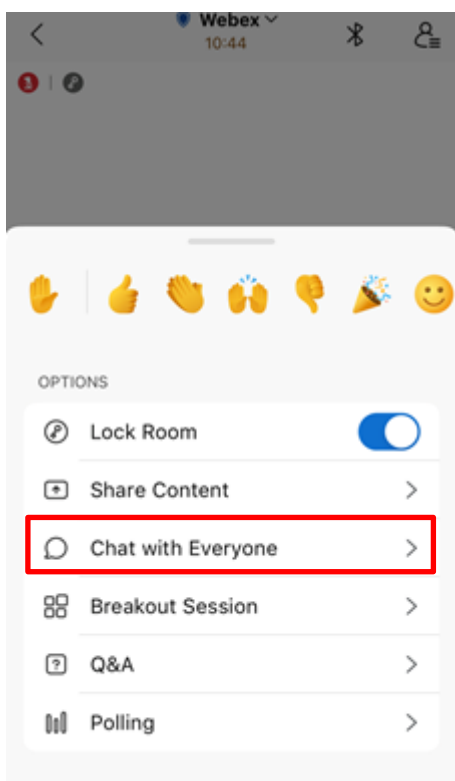 Webex
10:44
OPTIONS
Lock Room
Share Content
Chat with Everyone
Breakout Session
Q&A
Polling